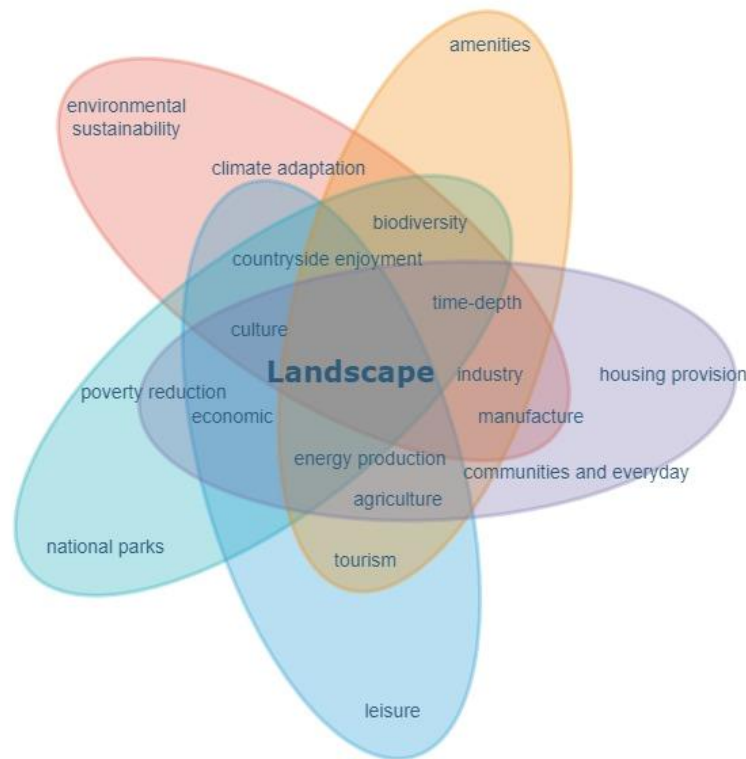 amenities
environmental
sustainability
climate adaptation
biodiversity
countryside enjoyment
time-depth
culture
Landscape
industry
housing provision
poverty reduction
economic
manufacture
energy production
communities and everyday
agriculture
national parks
tourism
leisure